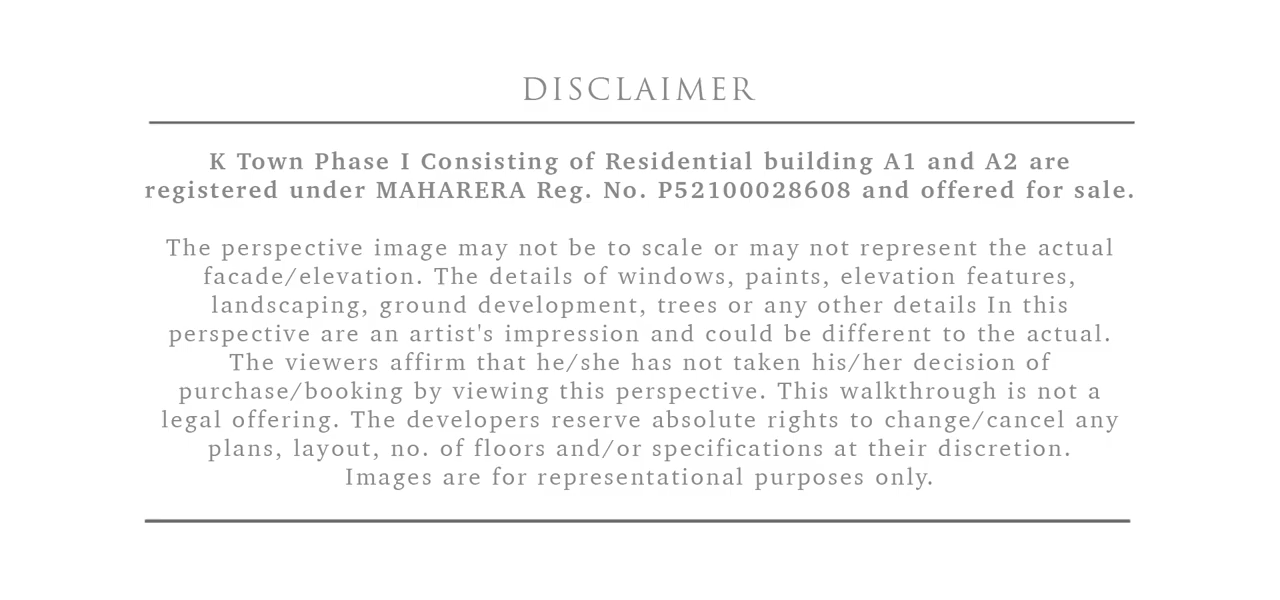 DISCLAIMER
K Town Phase I Consisting of Residential building A1 and A2 are
registered under MAHARERA Reg. No. P52100028608 and offered for sale.
The perspective image may not be to scale or may not represent the actual
facade/elevation. The details of windows, paints, elevation features,
landscaping, ground development, trees or any other details In this
perspective are an artist's impression and could be different to the actual.
The viewers affirm that he/she has not taken his/her decision of
purchase/booking by viewing this perspective. This walkthrough is not a
legal offering. The developers reserve absolute rights to change/cancel any
plans, layout, no. of floors and/or specifications at their discretion.
Images are for representational purposes only.